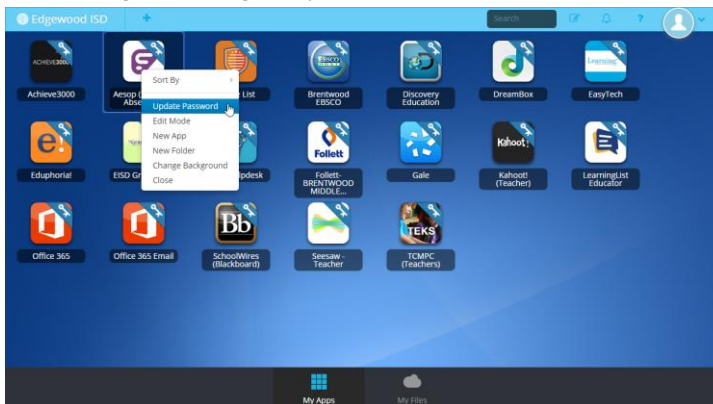 Edgewood ISD
+
Search
?
ACHIEVE3000
EBSCO
Learning
Achieve3000
Aesop (
Abse
List
Brentwood
EBSCO
Discovery
Education
DreamBox
EasyTech
Sort By
Update Password
Edit Mode
New App
New Folder
Change Background
Close
e!
Follett
Kahoot!
E
Eduphoria!
EISD Gr
lpdesk
Follett-
BRENTWOOD
MIDDLE...
Gale
Kahoot!
(Teacher)
LearningList
Educator
Bb
TEKS
Office 365
Office 365 Email
SchoolWires
(Blackboard)
Seesaw -
Teacher
TCMPC
(Teachers)
My Apps
My Files